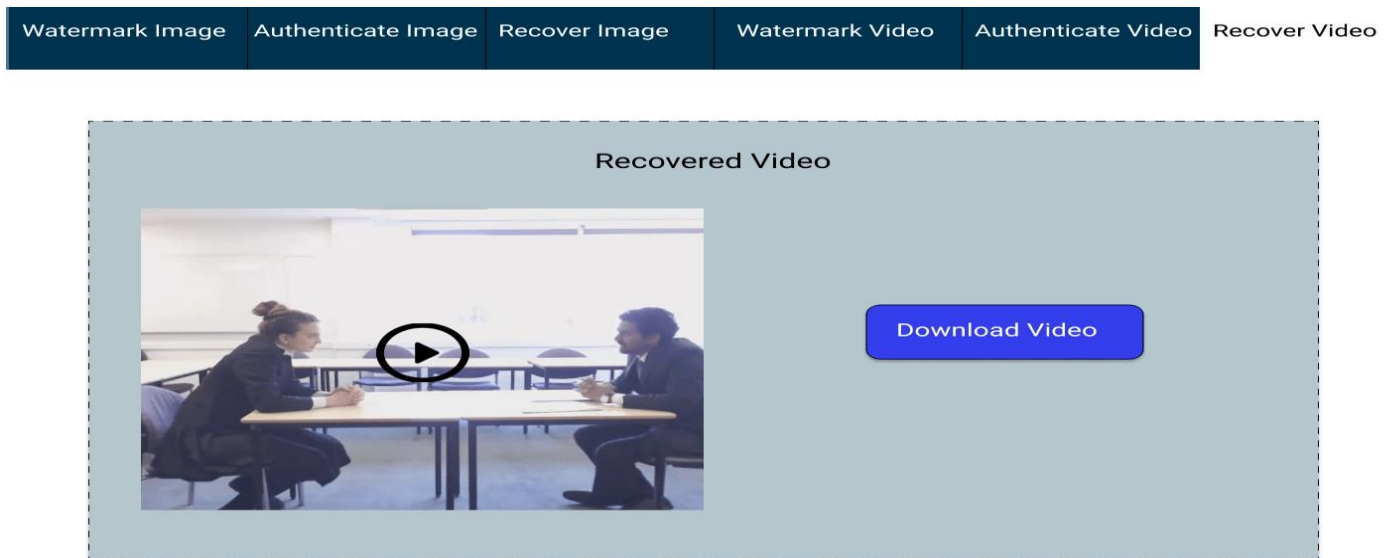 Watermark Image Authenticate Image Recover Image Watermark Video Authenticate Video Recover Video
Recovered Video
Download Video